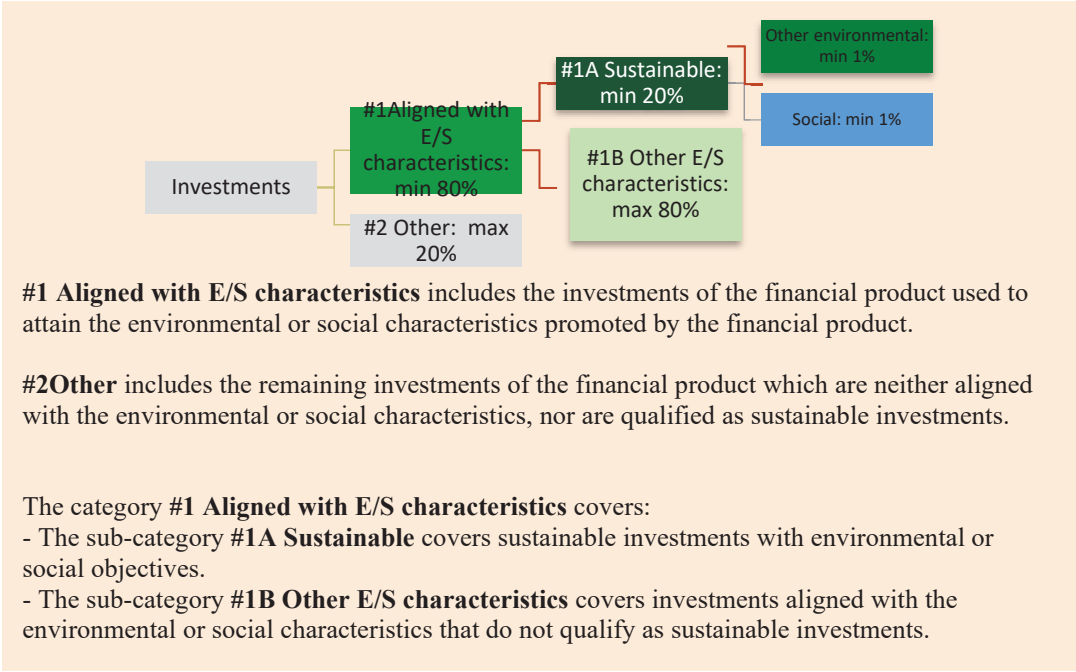 Other environmental:
min 1%
#1A Sustainable:
min 20%
Social: min 1%
#1Aligned with
E/S
characteristics:
min 80%
#1B Other E/S
characteristics:
max 80%
Investments
#2 Other: max
20%
#1 Aligned with E/S characteristics includes the investments of the financial product used to
attain the environmental or social characteristics promoted by the financial product.
#2Other includes the remaining investments of the financial product which are neither aligned
with the environmental or social characteristics, nor are qualified as sustainable investments.
The category #1 Aligned with E/S characteristics covers:
- The sub-category #1A Sustainable covers sustainable investments with environmental or
social objectives.
- The sub-category #1B Other E/S characteristics covers investments aligned with the
environmental or social characteristics that do not qualify as sustainable investments.